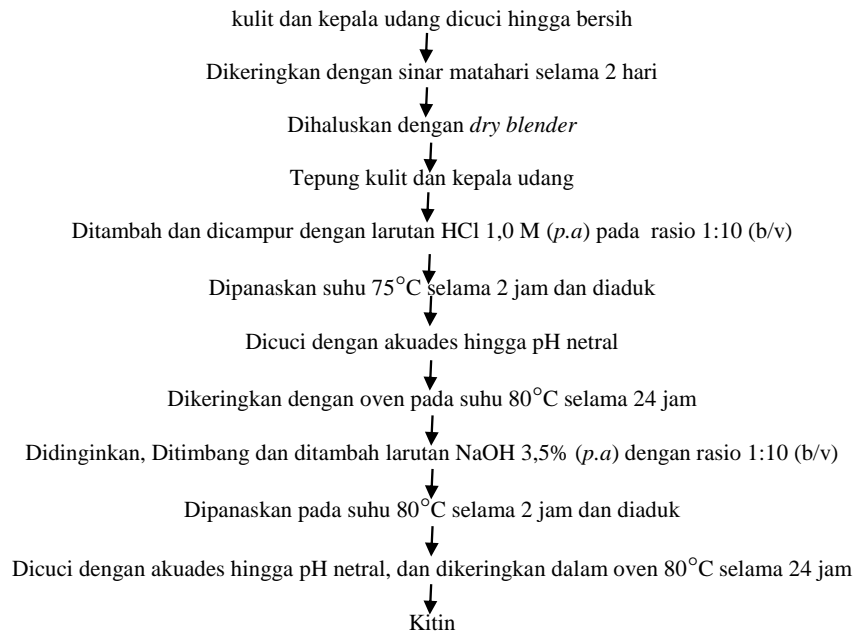 kulit dan kepala udang dicuci hingga bersih
Dikeringkan dengan sinar matahari selama 2 hari
Dihaluskan dengan dry blender
Tepung kulit dan kepala udang
Ditambah dan dicampur dengan larutan HCl 1,0 M (p.a) pada rasio 1:10 (b/v)
Dipanaskan suhu 75°C selama 2 jam dan diaduk
Dicuci dengan akuades hingga pH netral
Dikeringkan dengan oven pada suhu 80°C selama 24 jam
Didinginkan, Ditimbang dan ditambah larutan NaOH 3,5% (p.a) dengan rasio 1:10 (b/v)
Dipanaskan pada suhu 80°C selama 2 jam dan diaduk
Dicuci dengan akuades hingga pH netral, dan dikeringkan dalam oven 80°C selama 24 jam
Kitin